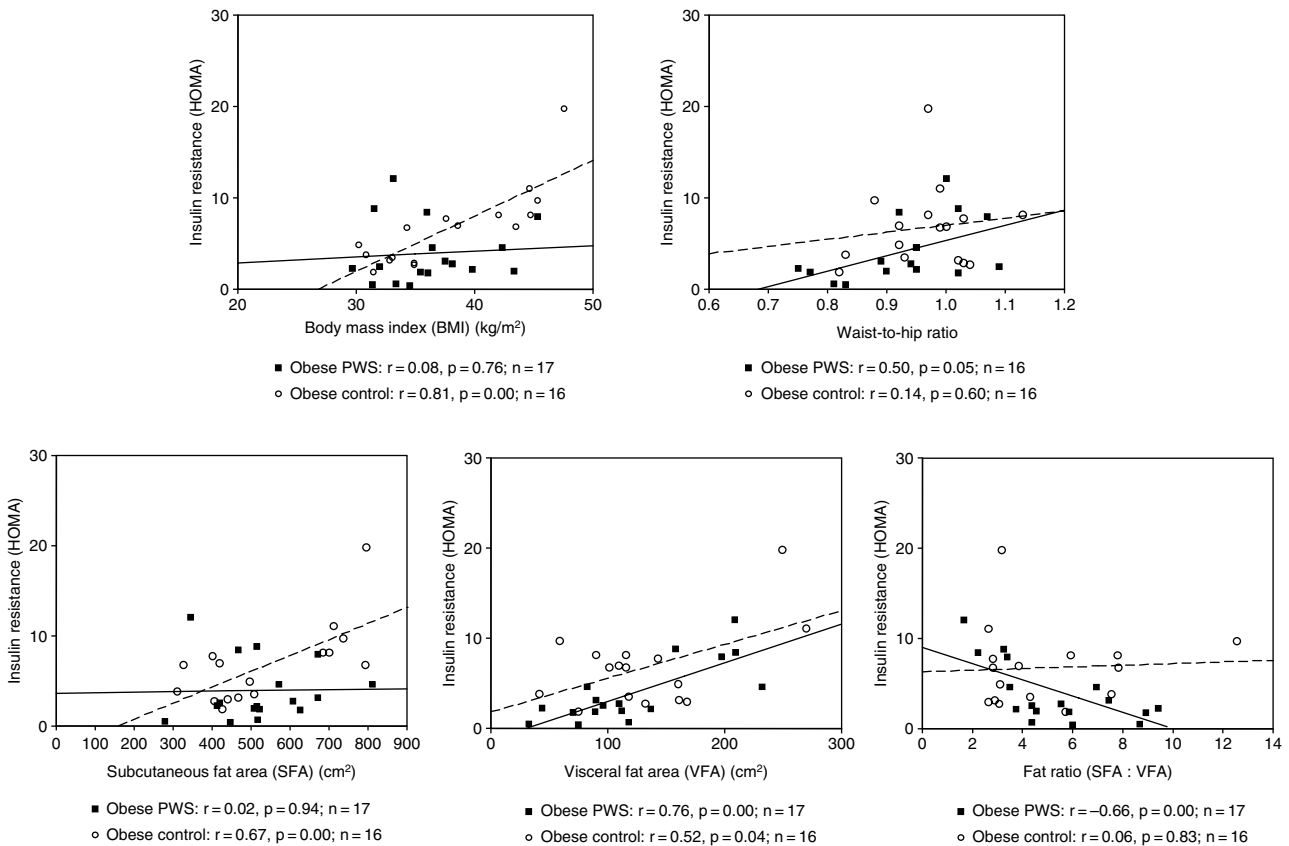 30
20
10
0
20 30 40 50
Insulin resistance (HOMA)
Body mass index (BMI) (kg/m²)
■ Obese PWS: r = 0.08, p = 0.76; n = 17
○ Obese control: r = 0.81, p = 0.00; n = 16
30
20
10
0
0.6 0.7 0.8 0.9 1.0 1.1 1.2
Insulin resistance (HOMA)
Waist-to-hip ratio
■ Obese PWS: r = 0.50, p = 0.05; n = 16
○ Obese control: r = 0.14, p = 0.60; n = 16
30
20
10
0
0 100 200 300 400 500 600 700 800 900
Insulin resistance (HOMA)
Subcutaneous fat area (SFA) (cm²)
■ Obese PWS: r = 0.02, p = 0.94; n = 17
○ Obese control: r = 0.67, p = 0.00; n = 16
30
20
10
0
0 100 200 300
Insulin resistance (HOMA)
Visceral fat area (VFA) (cm²)
■ Obese PWS: r = 0.76, p = 0.00; n = 17
○ Obese control: r = 0.52, p = 0.04; n = 16
30
20
10
0
0 2 4 6 8 10 12 14
Insulin resistance (HOMA)
Fat ratio (SFA : VFA)
■ Obese PWS: r = −0.66, p = 0.00; n = 17
○ Obese control: r = 0.06, p = 0.83; n = 16